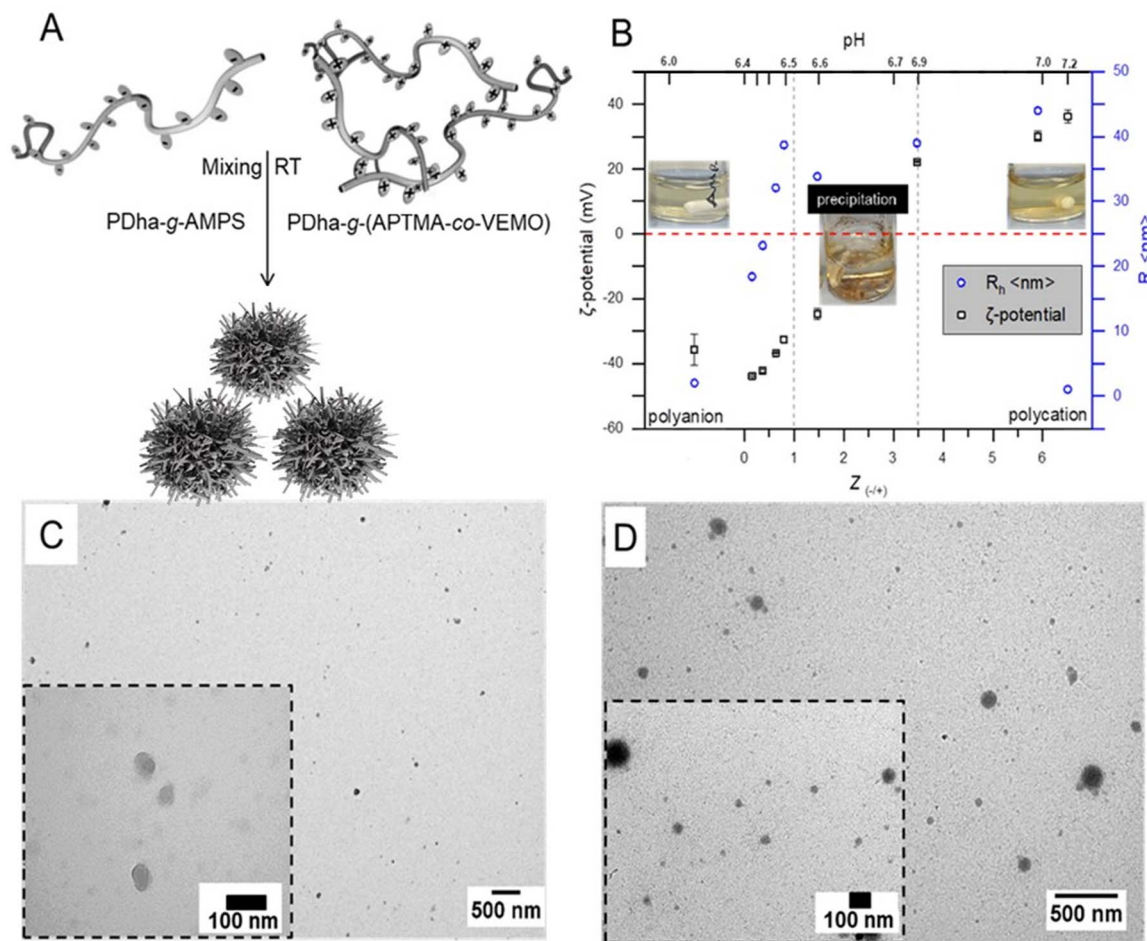 A
Mixing RT
PDha-g-AMPS
PDha-g-(APTMA-co-VEMO)
B
pH
6.0 6.4 6.5 6.6 6.7 6.9 7.0 7.2
ζ-potential (mV)
40
20
0
-20
-40
-60
50
40
30
20
10
0
<nm>
precipitation
Rh <nm>
ζ-potential
polyanion
polycation
0 1 2 3 4 5 6
Z (-/+)
C
100 nm
500 nm
D
100 nm
500 nm